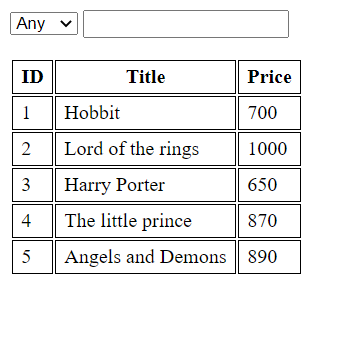 Any
ID Title Price
1 Hobbit 700
2 Lord of the rings 1000
3 Harry Porter 650
4 The little prince 870
5 Angels and Demons 890